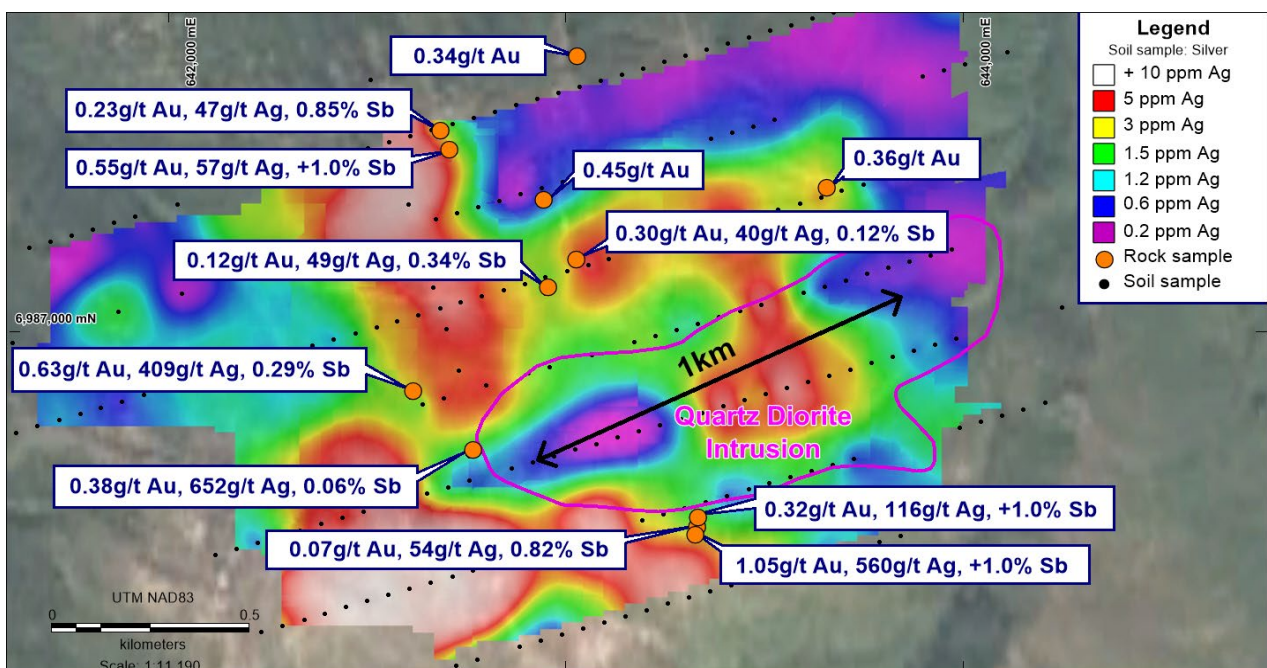 642,000 mE
644,000 mE
6,987,000 mN
0.34g/t Au
0.23g/t Au, 47g/t Ag, 0.85% Sb
0.55g/t Au, 57g/t Ag, +1.0% Sb
0.45g/t Au
0.36g/t Au
0.30g/t Au, 40g/t Ag, 0.12% Sb
0.12g/t Au, 49g/t Ag, 0.34% Sb
0.63g/t Au, 409g/t Ag, 0.29% Sb
1km
Quartz Diorite
Intrusion
0.38g/t Au, 652g/t Ag, 0.06% Sb
0.32g/t Au, 116g/t Ag, +1.0% Sb
0.07g/t Au, 54g/t Ag, 0.82% Sb
1.05g/t Au, 560g/t Ag, +1.0% Sb
Legend
Soil sample: Silver
+ 10 ppm Ag
5 ppm Ag
3 ppm Ag
1.5 ppm Ag
1.2 ppm Ag
0.6 ppm Ag
0.2 ppm Ag
Rock sample
Soil sample
UTM NAD83
0 0.5
kilometers
Scale: 1:11,190